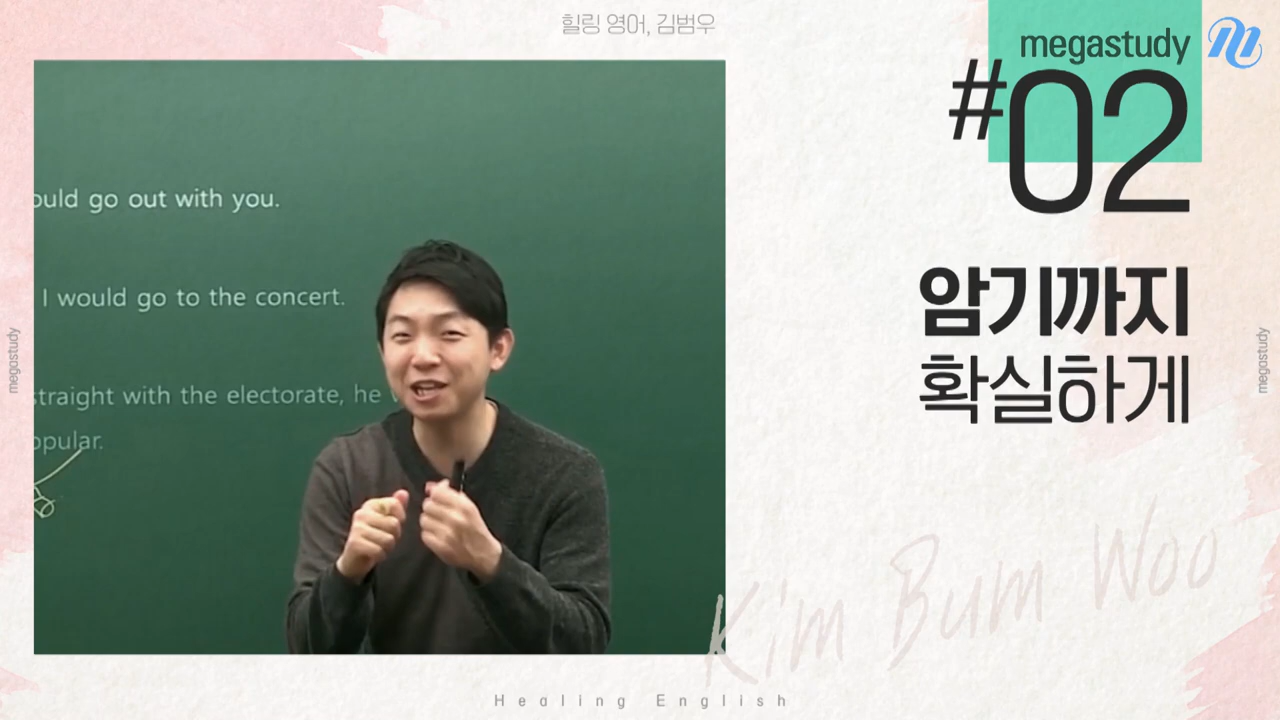 힐링 영어, 김범우
megastudy
#02
암기까지
확실하게
ould go out with you.
I would go to the concert.
straight with the electorate, he
opular.
megastudy
megastudy
Kim Bum Woo
Healing English